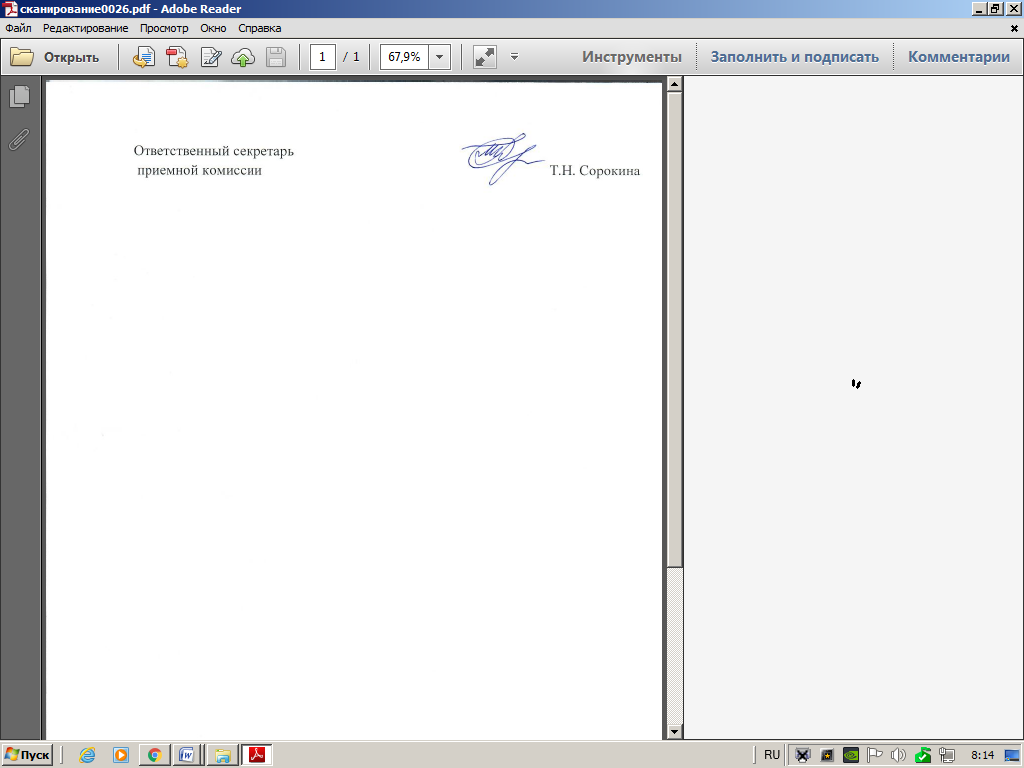 сканирование0026.pdf - Adobe Reader
Файл Редактирование Просмотр Окно Справка
Открыть 1 / 1 67,9% Инструменты Заполнить и подписать Комментарии
Ответственный секретарь
приемной комиссии
Т.Н. Сорокина
Пуск RU 8:14